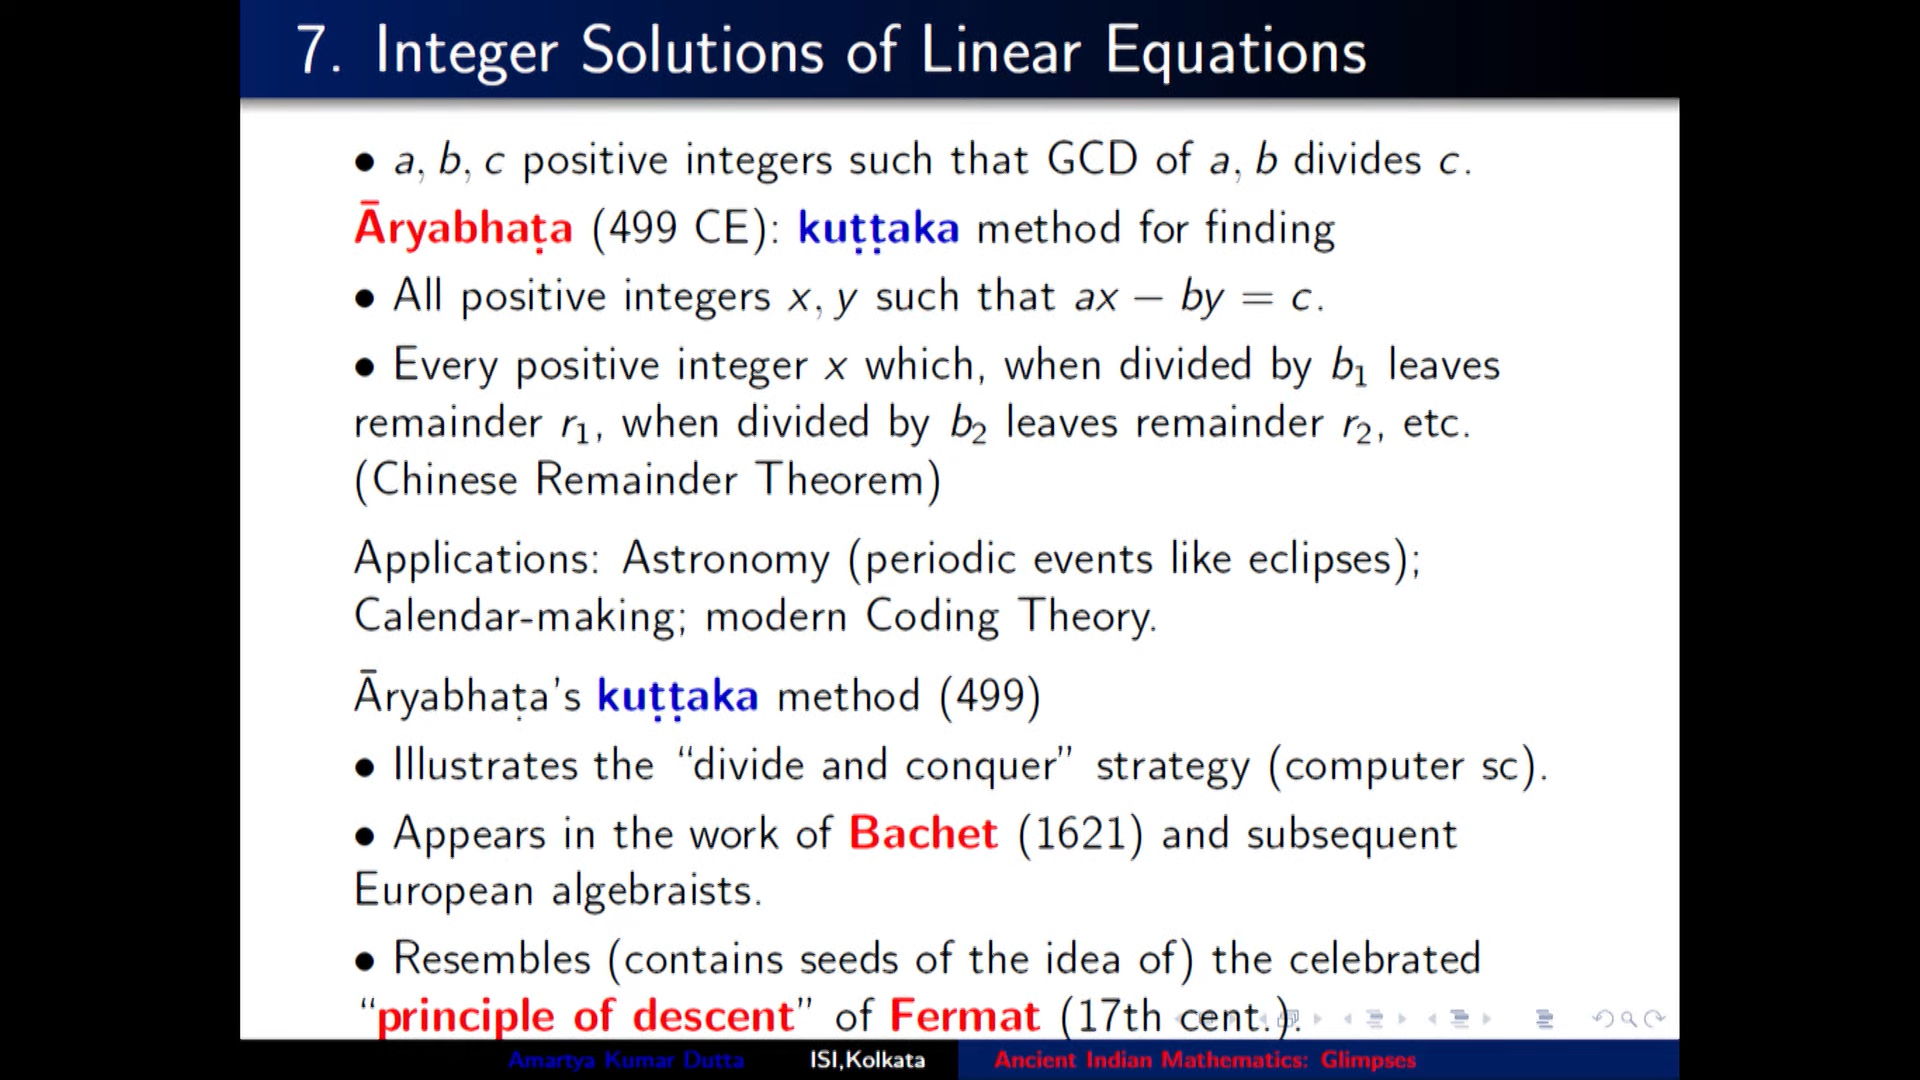 7. Integer Solutions of Linear Equations
• a, b, c positive integers such that GCD of a, b divides c.
Āryabhaṭa (499 CE): kuṭṭaka method for finding
• All positive integers x, y such that ax − by = c.
• Every positive integer x which, when divided by b₁ leaves
remainder r₁, when divided by b₂ leaves remainder r₂, etc.
(Chinese Remainder Theorem)
Applications: Astronomy (periodic events like eclipses);
Calendar-making; modern Coding Theory.
Āryabhaṭa's kuṭṭaka method (499)
• Illustrates the “divide and conquer” strategy (computer sc).
• Appears in the work of Bachet (1621) and subsequent
European algebraists.
• Resembles (contains seeds of the idea of) the celebrated
“principle of descent” of Fermat (17th cent.).
Amartya Kumar Dutta ISI,Kolkata Ancient Indian Mathematics: Glimpses